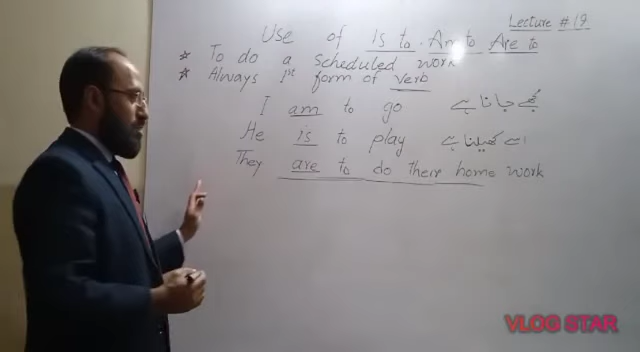 Lecture # 19
Use of Is to . Am to Are to
* To do a scheduled work
* Always 1st form of verb
I am to go مجھے جانا ہے
He is to play اسے کھیلنا ہے
They are to do their home work
VLOG STAR